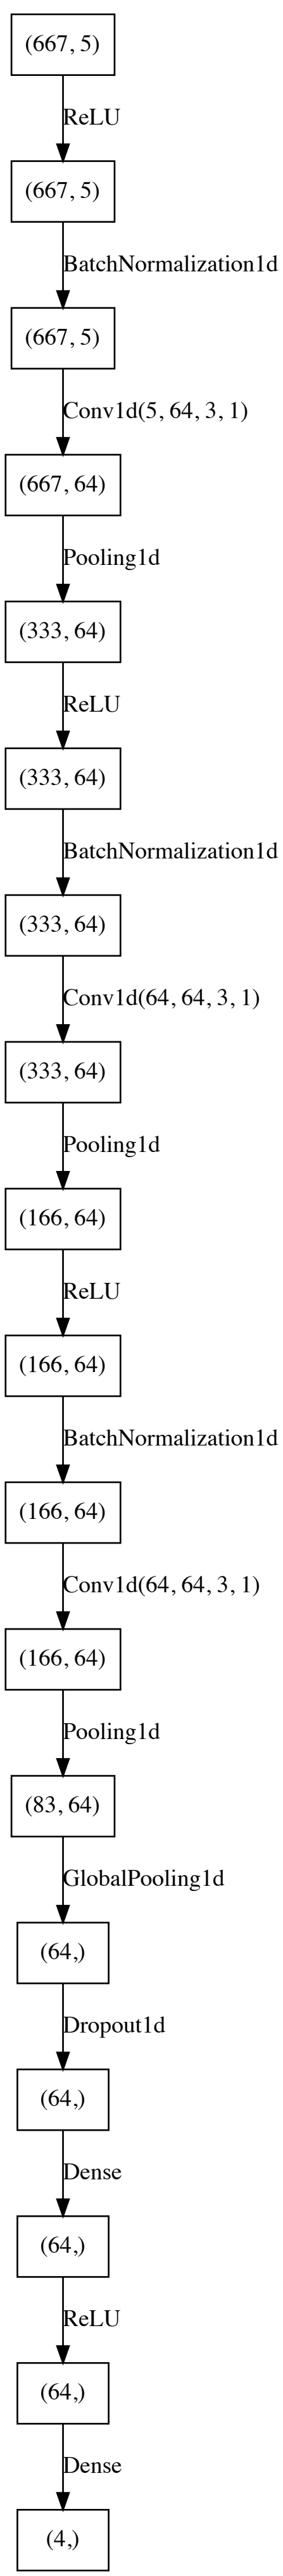 (667, 5)
ReLU
(667, 5)
BatchNormalization1d
(667, 5)
Conv1d(5, 64, 3, 1)
(667, 64)
Pooling1d
(333, 64)
ReLU
(333, 64)
BatchNormalization1d
(333, 64)
Conv1d(64, 64, 3, 1)
(333, 64)
Pooling1d
(166, 64)
ReLU
(166, 64)
BatchNormalization1d
(166, 64)
Conv1d(64, 64, 3, 1)
(166, 64)
Pooling1d
(83, 64)
GlobalPooling1d
(64,)
Dropout1d
(64,)
Dense
(64,)
ReLU
(64,)
Dense
(4,)